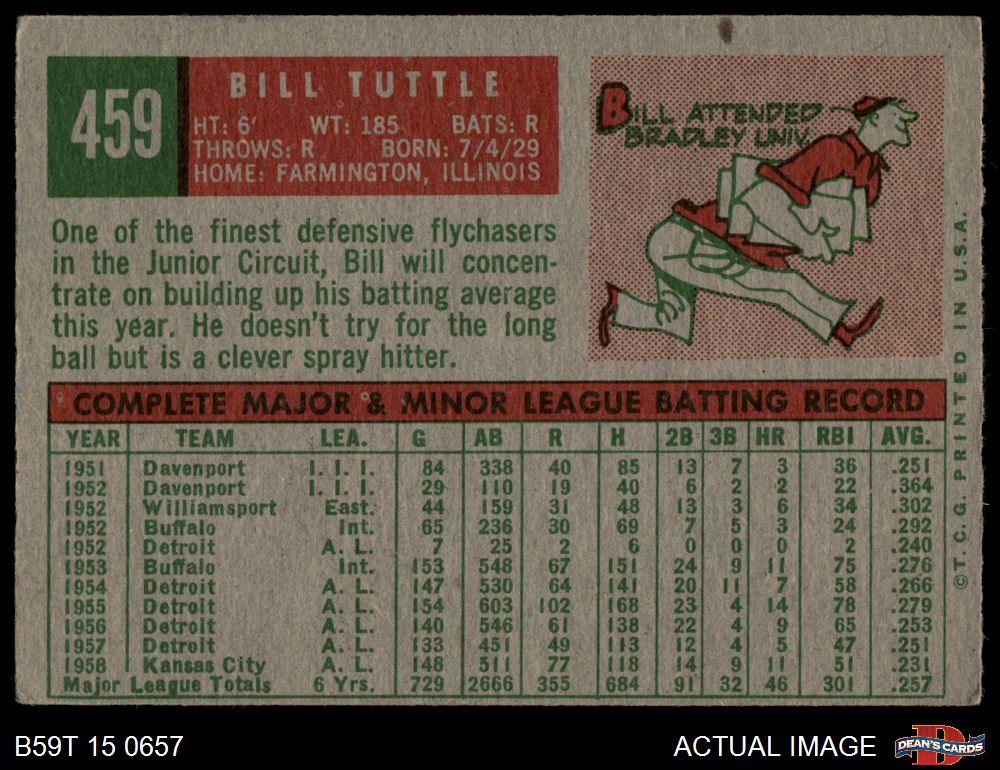 459
BILL TUTTLE
HT: 6' WT: 185 BATS: R
THROWS: R BORN: 7/4/29
HOME: FARMINGTON, ILLINOIS
BILL ATTENDED
BRADLEY UNIV.
One of the finest defensive flychasers
in the Junior Circuit, Bill will concen-
trate on building up his batting average
this year. He doesn't try for the long
ball but is a clever spray hitter.
COMPLETE MAJOR & MINOR LEAGUE BATTING RECORD
YEAR TEAM LEA. G AB R H 2B 3B HR RBI AVG.
1951 Davenport I. I. I. 84 338 40 85 13 7 3 36 .251
1952 Davenport I. I. I. 29 110 19 40 6 2 2 22 .364
1952 Williamsport East. 44 159 31 48 13 3 6 34 .302
1952 Buffalo Int. 65 236 30 69 7 5 3 24 .292
1952 Detroit A. L. 7 25 2 6 0 0 0 2 .240
1953 Buffalo Int. 153 548 67 151 24 9 11 75 .276
1954 Detroit A. L. 147 530 64 141 20 11 7 58 .266
1955 Detroit A. L. 154 603 102 168 23 4 14 78 .279
1956 Detroit A. L. 140 546 61 138 22 4 9 65 .253
1957 Detroit A. L. 133 451 49 113 12 4 5 47 .251
1958 Kansas City A. L. 148 511 77 118 14 9 11 51 .231
Major League Totals 6 Yrs. 729 2666 355 684 91 32 46 301 .257
©T. C. G. PRINTED IN U.S.A.
B59T 15 0657
ACTUAL IMAGE
DEAN'S CARDS